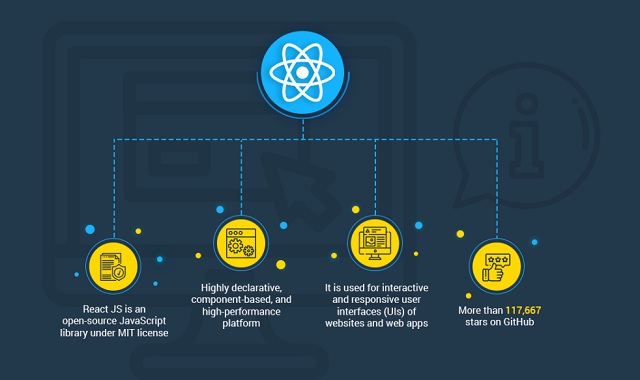 React JS is an
open-source JavaScript
library under MIT license
Highly declarative,
component-based, and
high-performance
platform
It is used for interactive
and responsive user
interfaces (UIs) of
websites and web apps
More than 117,667
stars on GitHub